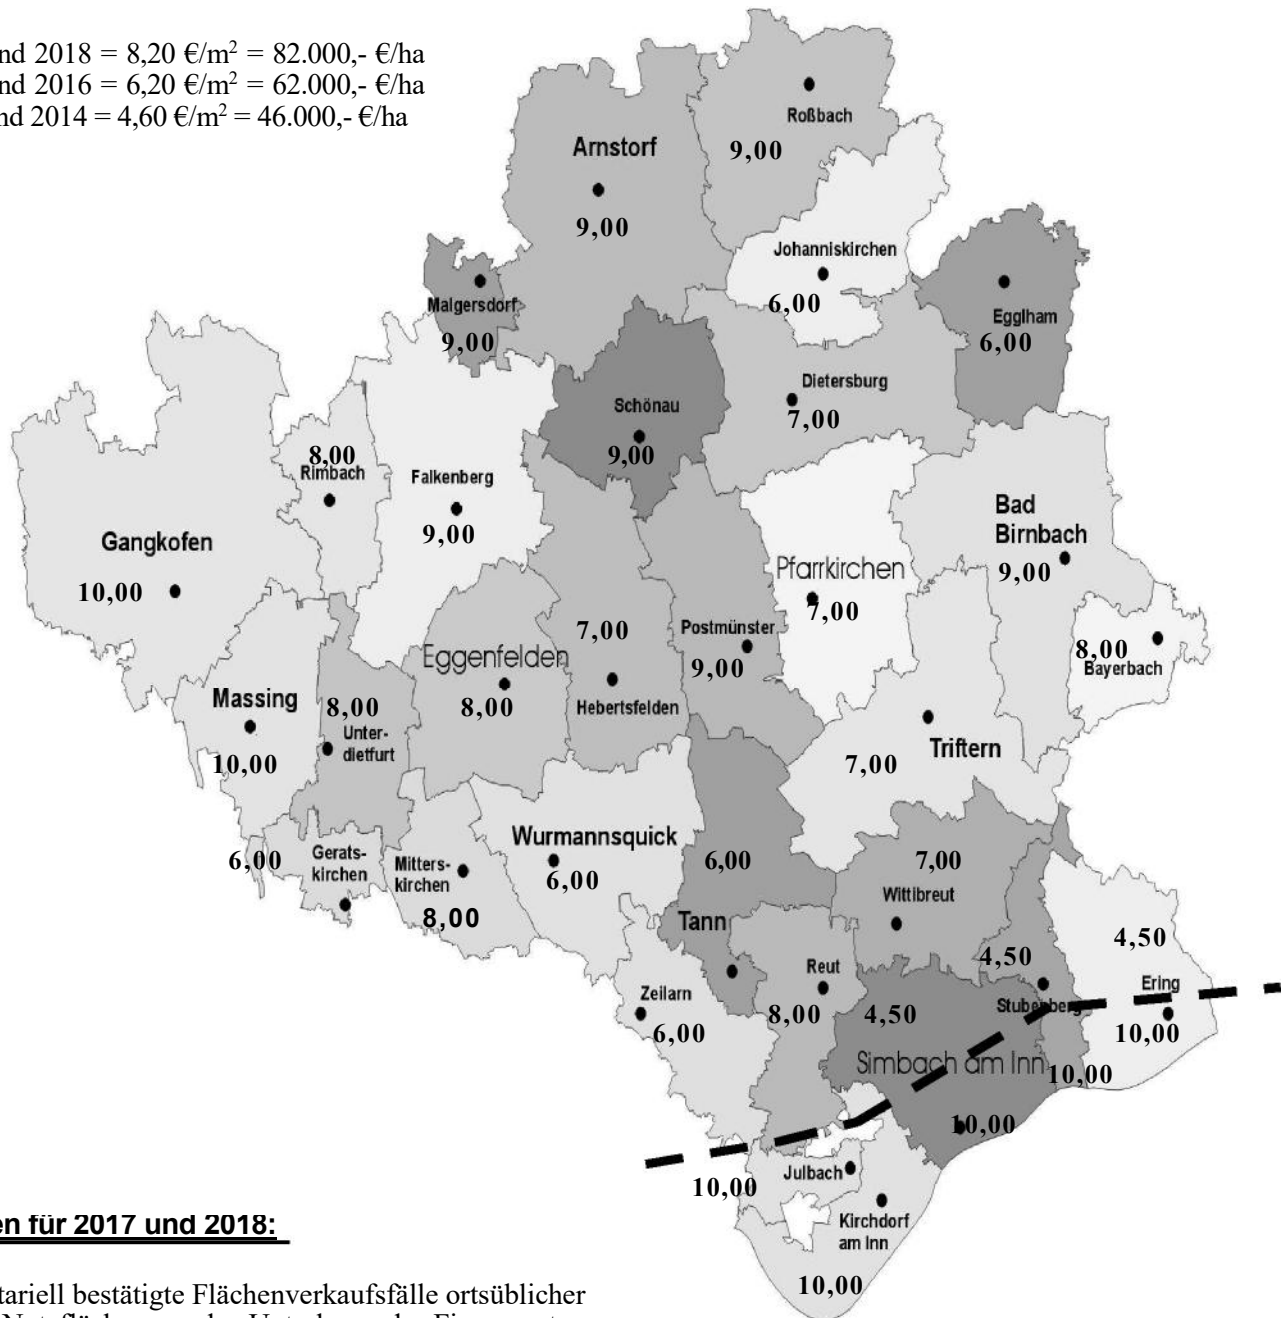 nd 2018 = 8,20 €/m² = 82.000,- €/ha
nd 2016 = 6,20 €/m² = 62.000,- €/ha
nd 2014 = 4,60 €/m² = 46.000,- €/ha
Roßbach
9,00
Arnstorf
9,00
Johanniskirchen
6,00
Malgersdorf
9,00
Egglham
6,00
Dietersburg
7,00
Schönau
9,00
8,00
Rimbach
Falkenberg
9,00
Gangkofen
10,00
Bad
Birnbach
9,00
Pfarrkirchen
7,00
7,00
Hebertsfelden
Postmünster
9,00
8,00
Bayerbach
Eggenfelden
8,00
Massing
10,00
8,00
Unter-
dietfurt
Triftern
7,00
6,00
Gerats-
kirchen
Mitters-
kirchen
8,00
Wurmannsquick
6,00
6,00
Tann
7,00
Wittibreut
4,50
Stubenberg
10,00
4,50
Ering
10,00
Reut
8,00
Zeilarn
6,00
4,50
Simbach am Inn
10,00
10,00
Julbach
Kirchdorf
am Inn
10,00
en für 2017 und 2018:
tariell bestätigte Flächenverkaufsfälle ortsüblicher